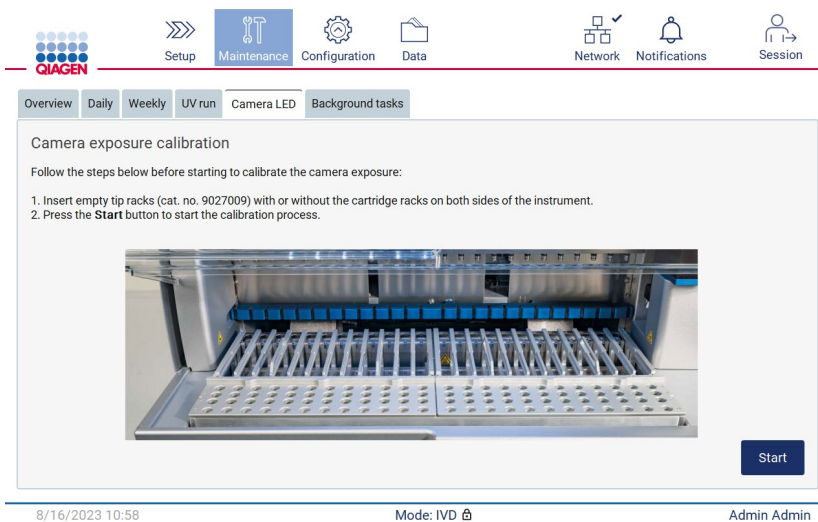 QIAGEN
Setup
Maintenance
Configuration
Data
Network
Notifications
Session
Overview
Daily
Weekly
UV run
Camera LED
Background tasks
Camera exposure calibration
Follow the steps below before starting to calibrate the camera exposure:
1. Insert empty tip racks (cat. no. 9027009) with or without the cartridge racks on both sides of the instrument.
2. Press the Start button to start the calibration process.
Start
8/16/2023 10:58
Mode: IVD
Admin Admin